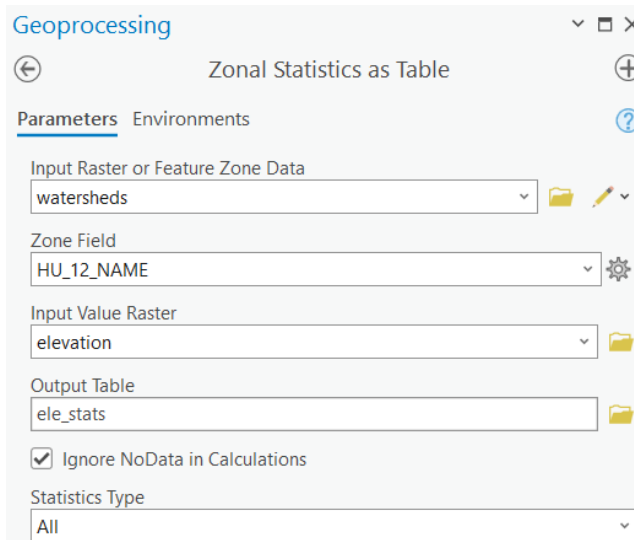 Geoprocessing
Zonal Statistics as Table
Parameters Environments
Input Raster or Feature Zone Data
watersheds
Zone Field
HU_12_NAME
Input Value Raster
elevation
Output Table
ele_stats
Ignore NoData in Calculations
Statistics Type
All